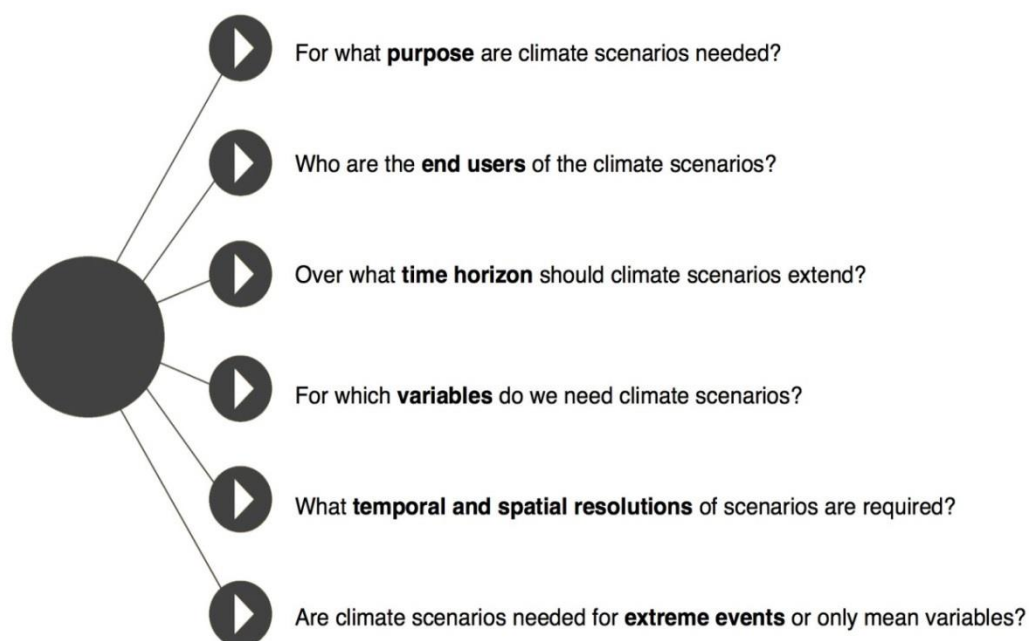 For what purpose are climate scenarios needed?
Who are the end users of the climate scenarios?
Over what time horizon should climate scenarios extend?
For which variables do we need climate scenarios?
What temporal and spatial resolutions of scenarios are required?
Are climate scenarios needed for extreme events or only mean variables?